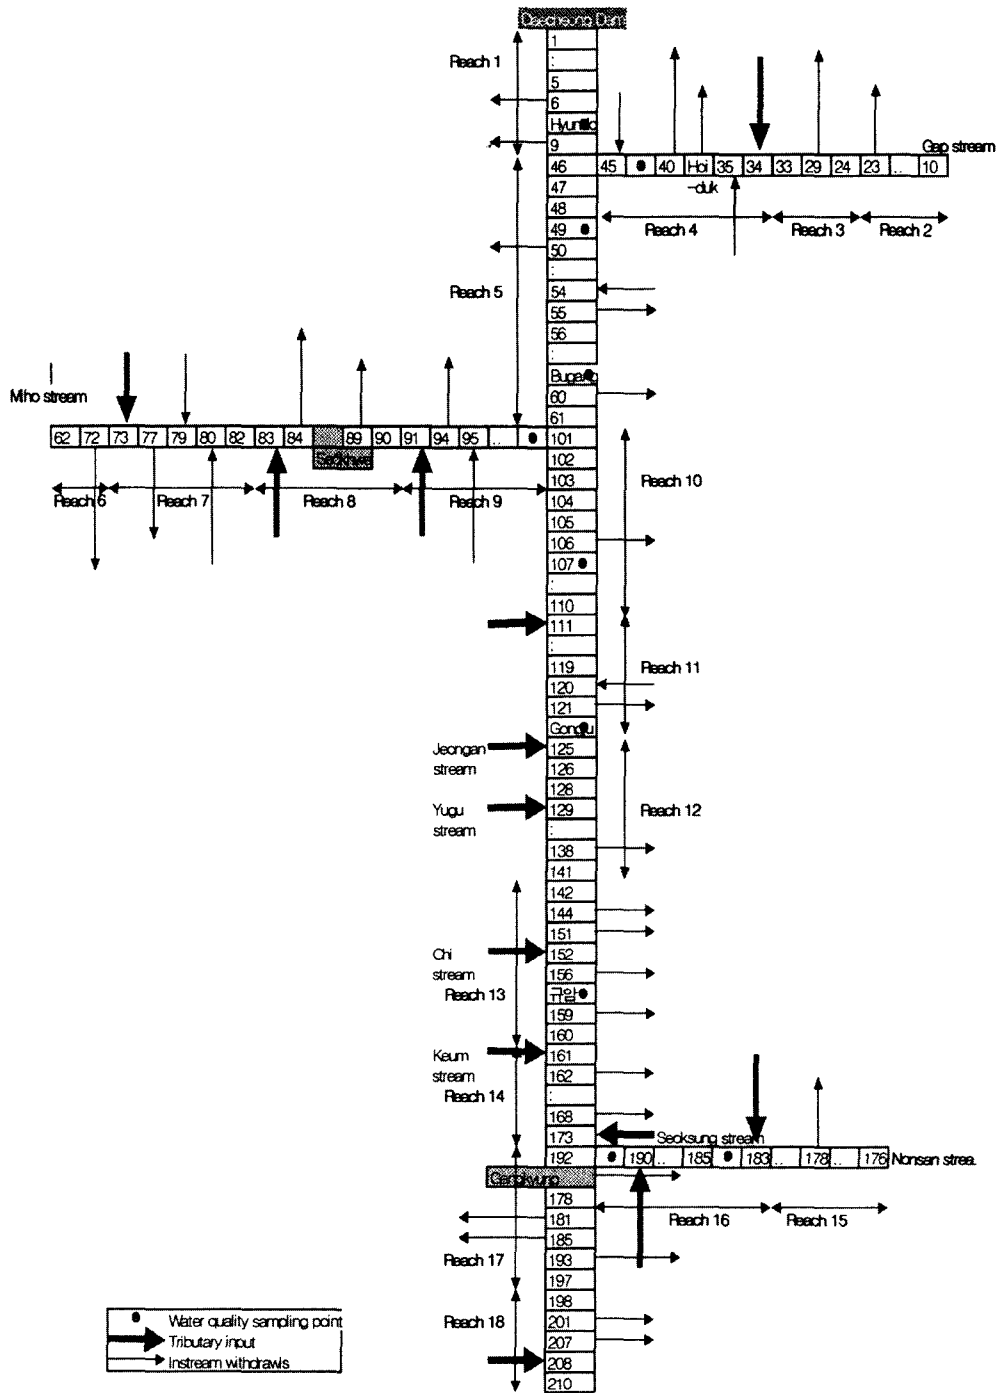 Daecheung Dam
1
:
5
6
9
Reach 1
Gap stream
46
45
40
Hoi
-duk
35
34
33
29
24
23
..
10
Reach 4
Reach 3
Reach 2
47
48
49
50
:
54
55
56
:
Reach 5
60
61
Miho stream
62
72
73
77
79
80
82
83
84
89
90
91
94
95
..
Reach 6
Reach 7
Reach 8
Reach 9
101
102
103
104
105
106
107
:
110
Reach 10
111
:
119
120
121
Reach 11
Jeongan
stream
125
126
128
Yugu
stream
129
:
138
141
Reach 12
142
144
151
Chi
stream
152
156
규암
159
160
Reach 13
Keum
stream
161
162
:
168
173
Reach 14
Seoksung stream
192
190
..
185
183
..
178
..
176
Nonsan strea.
Reach 16
Reach 15
178
181
185
193
197
Reach 17
198
201
207
208
210
Reach 18
Water quality sampling point
Tributary input
Instream withdrawls